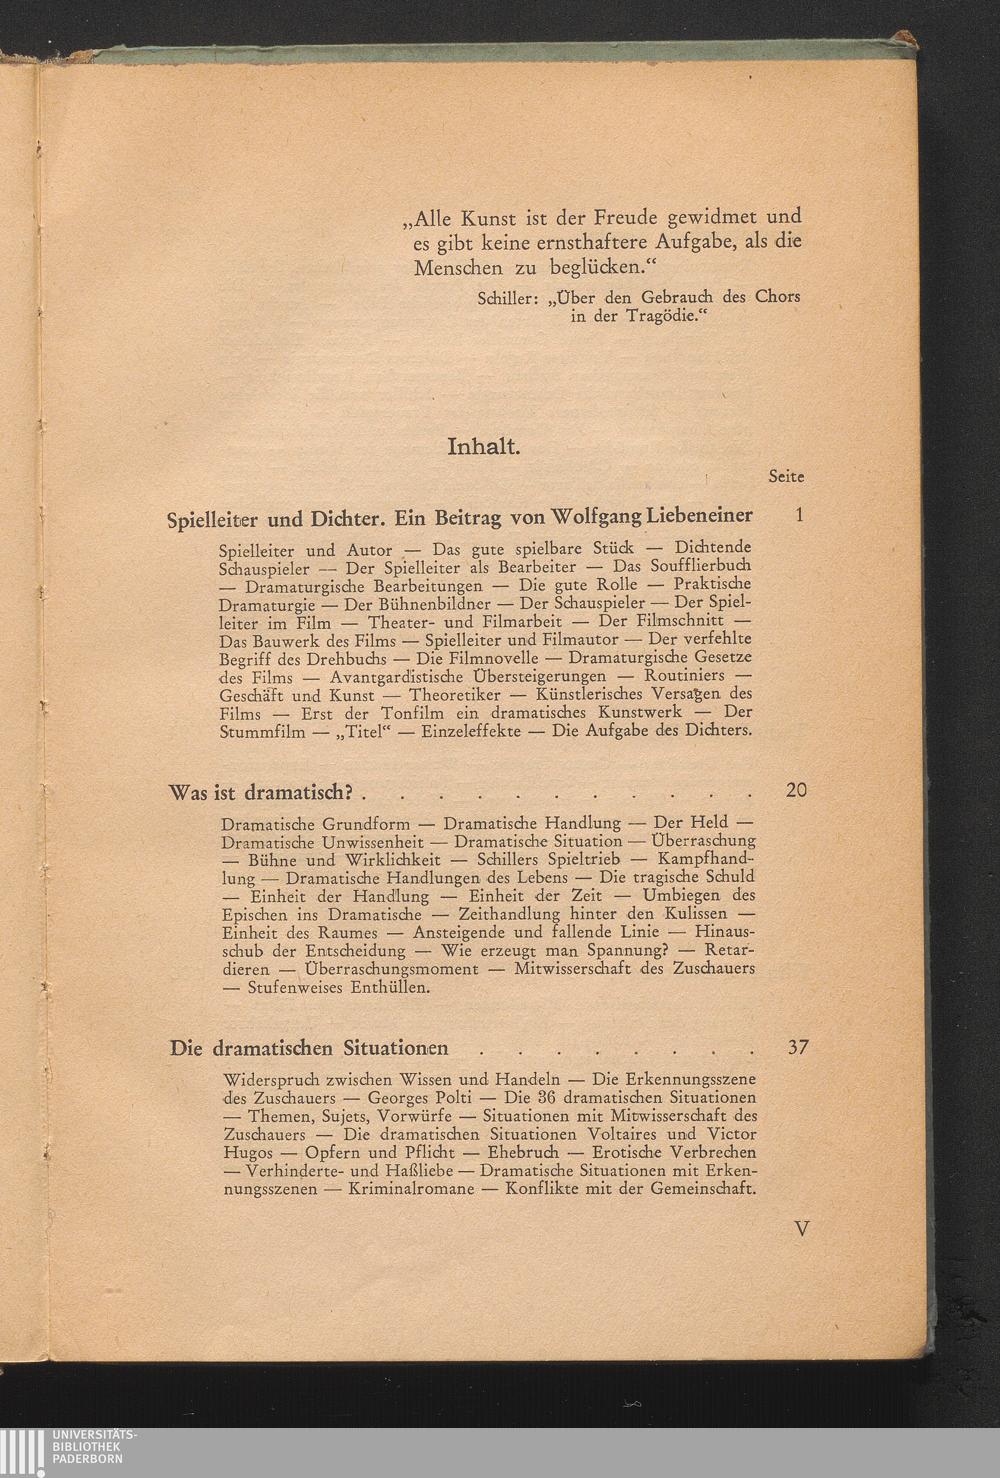 „Alle Kunst ist der Freude gewidmet und
es gibt keine ernsthaftere Aufgabe, als die
Menschen zu beglücken.“
Schiller: „Über den Gebrauch des Chors
in der Tragödie.“
Inhalt.
Seite
Spielleiter und Dichter. Ein Beitrag von Wolfgang Liebeneiner 1
Spielleiter und Autor — Das gute spielbare Stück — Dichtende
Schauspieler — Der Spielleiter als Bearbeiter — Das Soufflierbuch
— Dramaturgische Bearbeitungen — Die gute Rolle — Praktische
Dramaturgie — Der Bühnenbildner — Der Schauspieler — Der Spiel-
leiter im Film — Theater- und Filmarbeit — Der Filmschnitt —
Das Bauwerk des Films — Spielleiter und Filmautor — Der verfehlte
Begriff des Drehbuchs — Die Filmnovelle — Dramaturgische Gesetze
des Films — Avantgardistische Übersteigerungen — Routiniers —
Geschäft und Kunst — Theoretiker — Künstlerisches Versagen des
Films — Erst der Tonfilm ein dramatisches Kunstwerk — Der
Stummfilm — „Titel“ — Einzeleffekte — Die Aufgabe des Dichters.
Was ist dramatisch? . . . . . . . . . . . 20
Dramatische Grundform — Dramatische Handlung — Der Held —
Dramatische Unwissenheit — Dramatische Situation — Überraschung
— Bühne und Wirklichkeit — Schillers Spieltrieb — Kampfhand-
lung — Dramatische Handlungen des Lebens — Die tragische Schuld
— Einheit der Handlung — Einheit der Zeit — Umbiegen des
Epischen ins Dramatische — Zeithandlung hinter den Kulissen —
Einheit des Raumes — Ansteigende und fallende Linie — Hinaus-
schub der Entscheidung — Wie erzeugt man Spannung? — Retar-
dieren — Überraschungsmoment — Mitwisserschaft des Zuschauers
— Stufenweises Enthüllen.
Die dramatischen Situationen . . . . . . . . 37
Widerspruch zwischen Wissen und Handeln — Die Erkennungsszene
des Zuschauers — Georges Polti — Die 36 dramatischen Situationen
— Themen, Sujets, Vorwürfe — Situationen mit Mitwisserschaft des
Zuschauers — Die dramatischen Situationen Voltaires und Victor
Hugos — Opfern und Pflicht — Ehebruch — Erotische Verbrechen
— Verhinderte- und Haßliebe — Dramatische Situationen mit Erken-
nungsszenen — Kriminalromane — Konflikte mit der Gemeinschaft.
V
UNIVERSITÄTS-
BIBLIOTHEK
PADERBORN